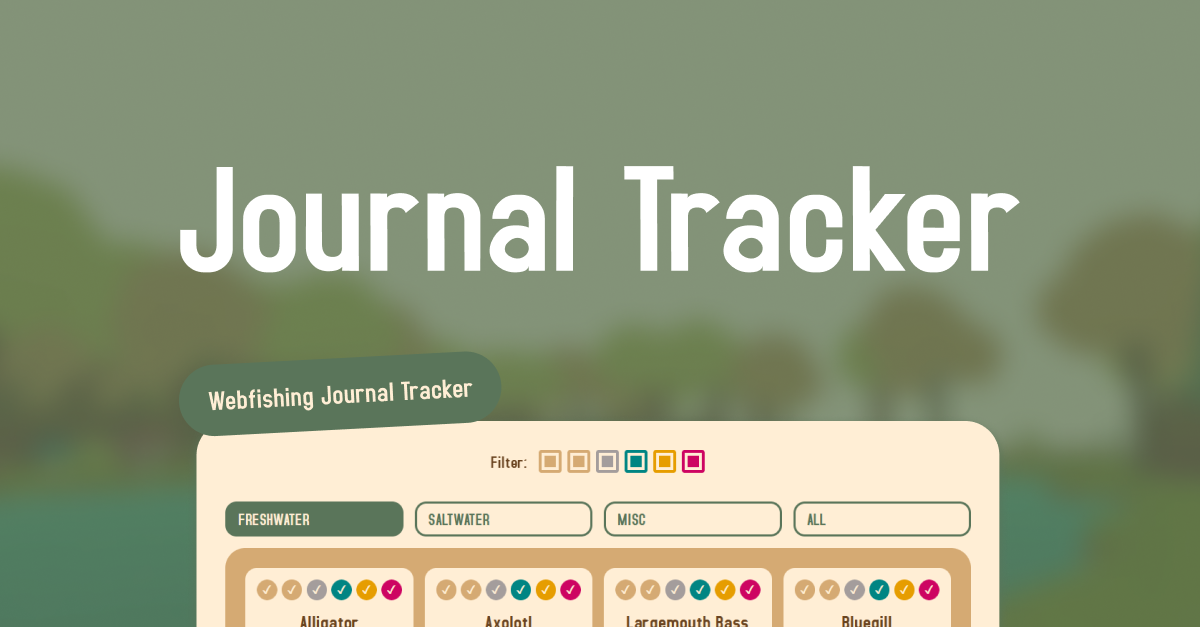 Journal Tracker
Webfishing Journal Tracker
Filter:
FRESHWATER SALTWATER MISC ALL
Alligator Axolotl Largemouth Bass Bluegill